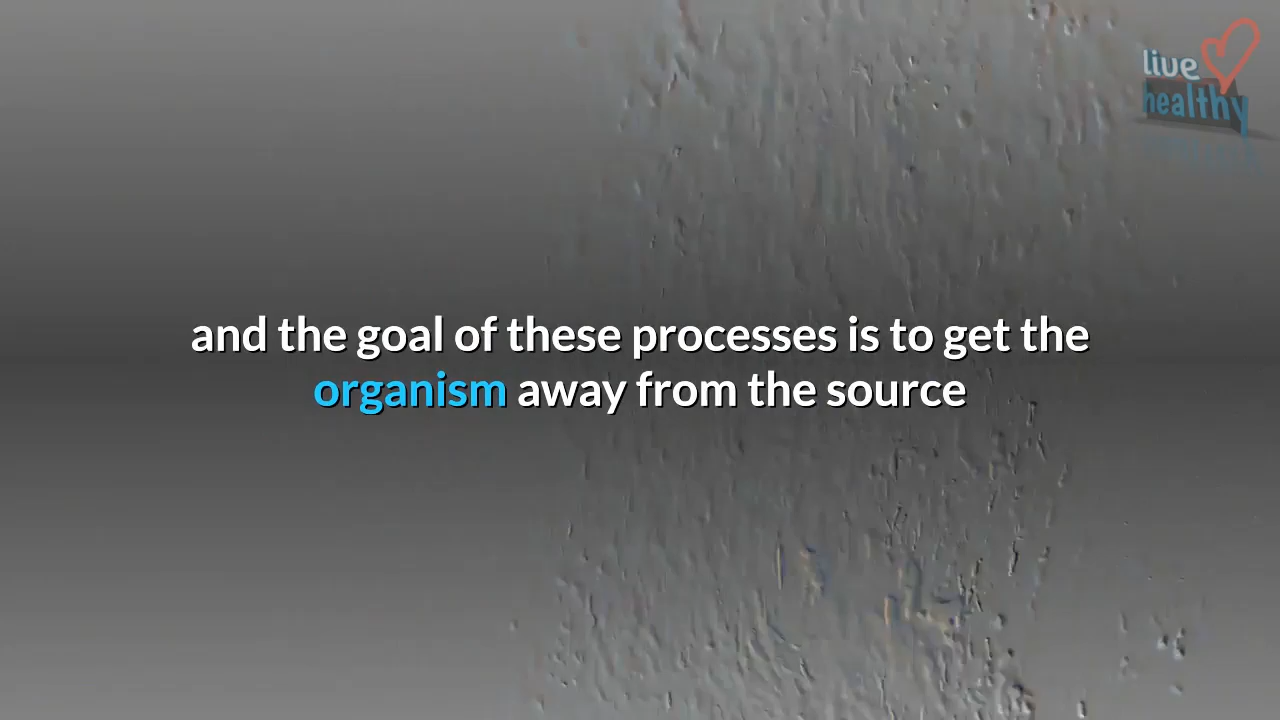 live
healthy
and the goal of these processes is to get the
organism away from the source